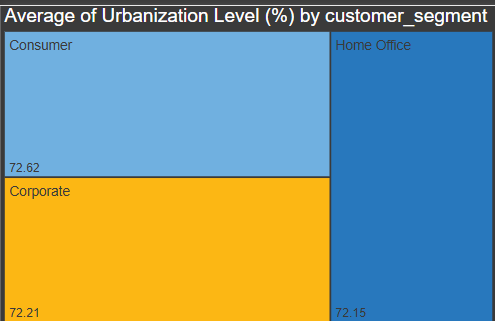 Average of Urbanization Level (%) by customer_segment
Consumer
72.62
Corporate
72.21
Home Office
72.15